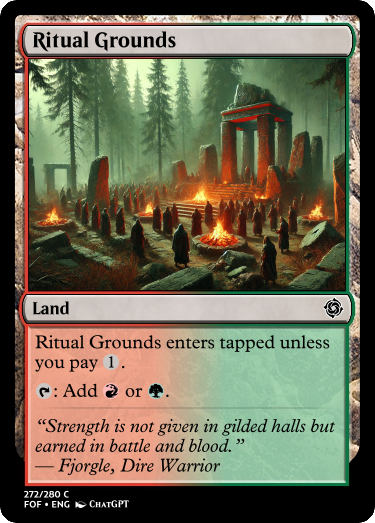 Ritual Grounds
Land
Ritual Grounds enters tapped unless
you pay 1.
: Add or .
“Strength is not given in gilded halls but
earned in battle and blood.”
— Fjorgle, Dire Warrior
272/280 C
FOF • ENG ChatGPT